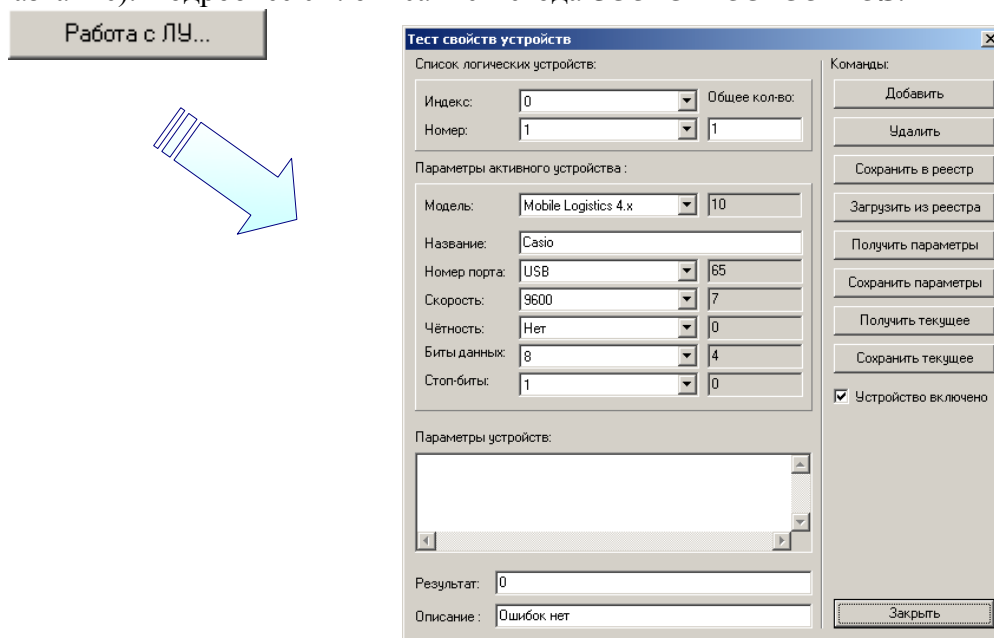 Работа с ЛУ...
Тест свойств устройств
Список логических устройств:
Индекс: 0
Общее кол-во:
Номер: 1 1
Параметры активного устройства :
Модель: Mobile Logistics 4.x 10
Название: Casio
Номер порта: USB 65
Скорость: 9600 7
Чётность: Нет 0
Биты данных: 8 4
Стоп-биты: 1 0
Параметры устройств:
Результат: 0
Описание : Ошибок нет
Команды:
Добавить
Удалить
Сохранить в реестр
Загрузить из реестра
Получить параметры
Сохранить параметры
Получить текущее
Сохранить текущее
Устройство включено
Закрыть